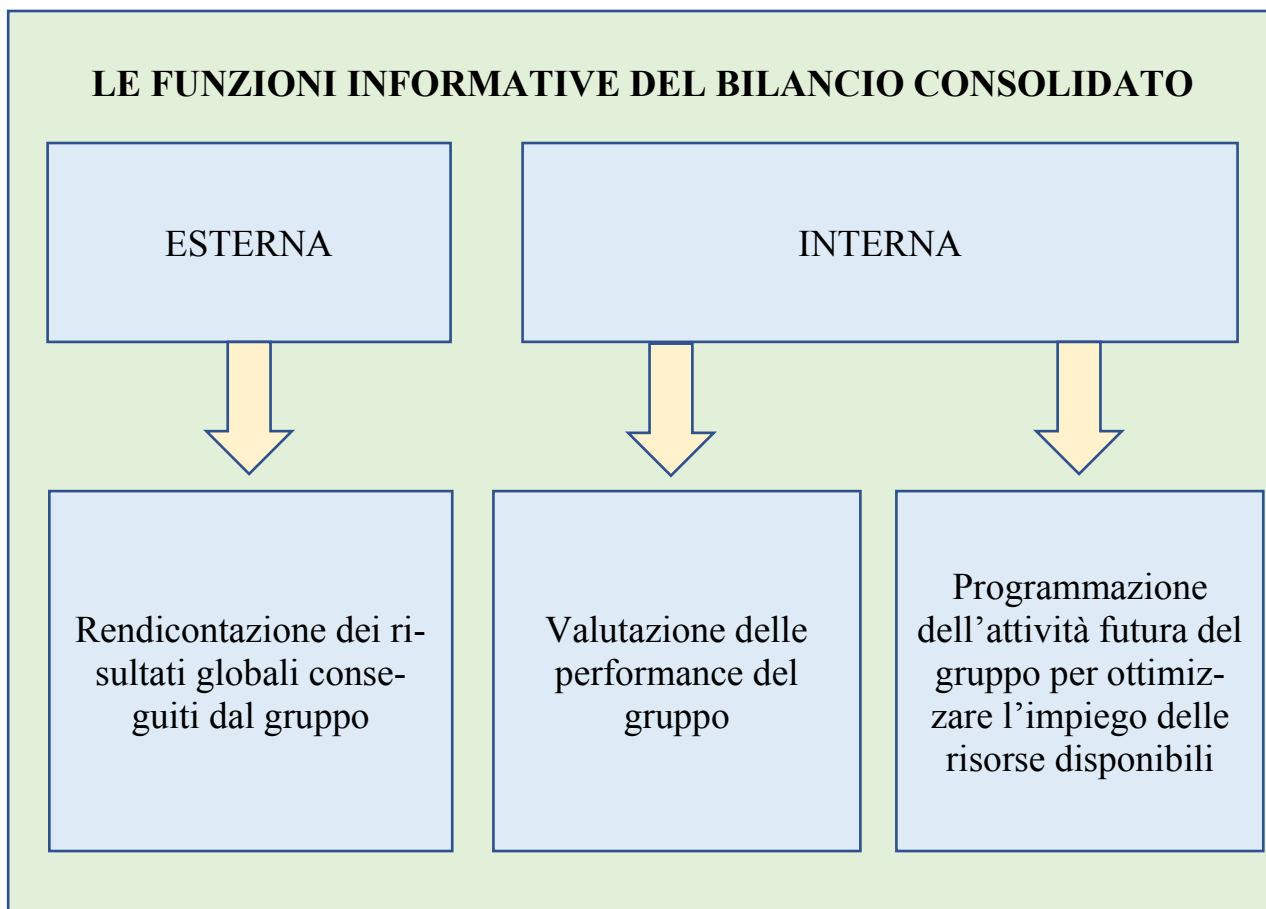 LE FUNZIONI INFORMATIVE DEL BILANCIO CONSOLIDATO
ESTERNA
INTERNA
Rendicontazione dei ri-
sultati globali conse-
guiti dal gruppo
Valutazione delle
performance del
gruppo
Programmazione
dell’attività futura del
gruppo per ottimiz-
zare l’impiego delle
risorse disponibili